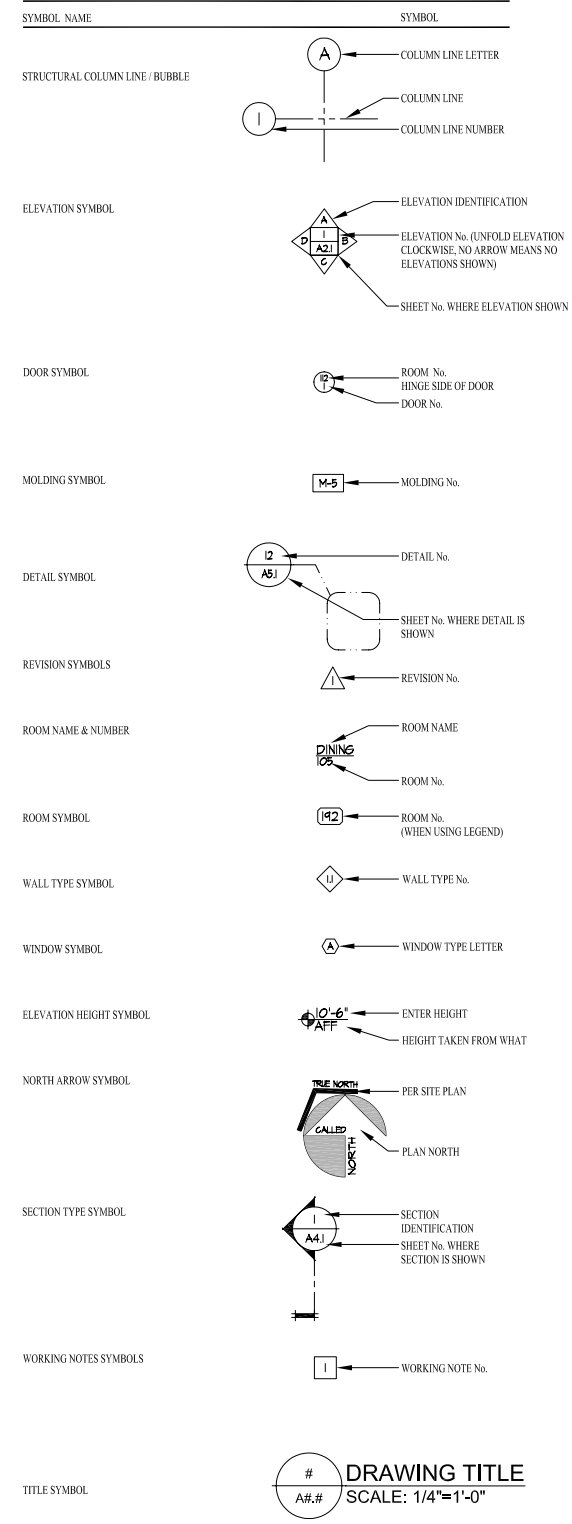 SYMBOL NAME SYMBOL
A COLUMN LINE LETTER
STRUCTURAL COLUMN LINE / BUBBLE
COLUMN LINE
1 COLUMN LINE NUMBER
ELEVATION SYMBOL
ELEVATION IDENTIFICATION
A
D 1 B
A2.1
C
ELEVATION No. (UNFOLD ELEVATION
CLOCKWISE, NO ARROW MEANS NO
ELEVATIONS SHOWN)
SHEET No. WHERE ELEVATION SHOWN
DOOR SYMBOL
112
1
ROOM No.
HINGE SIDE OF DOOR
DOOR No.
MOLDING SYMBOL M-5 MOLDING No.
DETAIL SYMBOL
12 DETAIL No.
A5.1
SHEET No. WHERE DETAIL IS
SHOWN
REVISION SYMBOLS
1 REVISION No.
ROOM NAME & NUMBER
ROOM NAME
DINING
105
ROOM No.
ROOM SYMBOL 192 ROOM No.
(WHEN USING LEGEND)
WALL TYPE SYMBOL 1.1 WALL TYPE No.
WINDOW SYMBOL A WINDOW TYPE LETTER
ELEVATION HEIGHT SYMBOL 10'-6" ENTER HEIGHT
AFF
HEIGHT TAKEN FROM WHAT
NORTH ARROW SYMBOL
TRUE NORTH PER SITE PLAN
CALLED
NORTH
PLAN NORTH
SECTION TYPE SYMBOL
1
A4.1
SECTION
IDENTIFICATION
SHEET No. WHERE
SECTION IS SHOWN
WORKING NOTES SYMBOLS 1 WORKING NOTE No.
TITLE SYMBOL
# DRAWING TITLE
A#.# SCALE: 1/4"=1'-0"